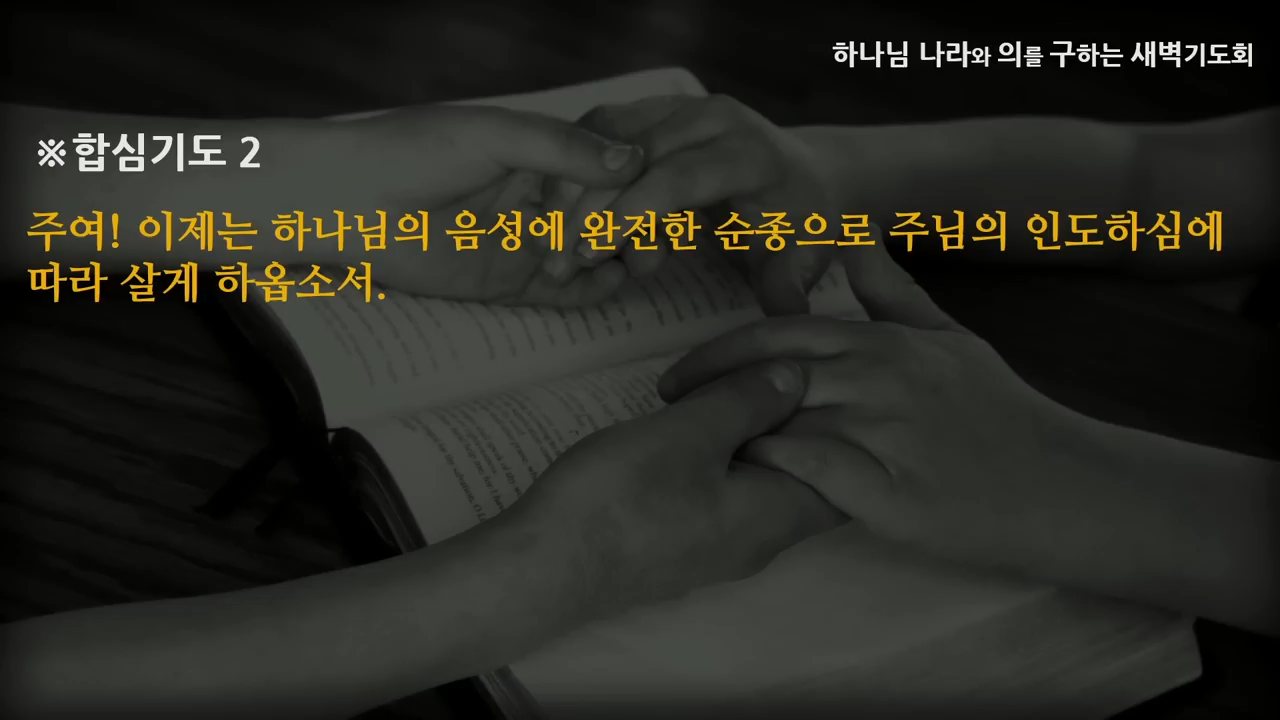 하나님 나라와 의를 구하는 새벽기도회
※합심기도 2
주여! 이제는 하나님의 음성에 완전한 순종으로 주님의 인도하심에
따라 살게 하옵소서.